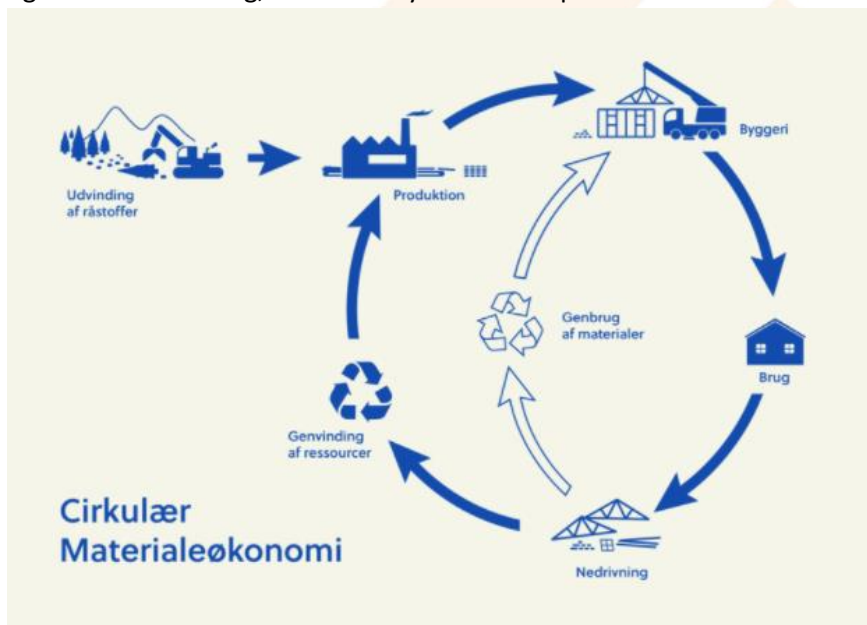 Byggeri
Udvinding
af råstoffer
Produktion
Genbrug
af materialer
Brug
Genvinding
af ressourcer
Cirkulær
Materialeøkonomi
Nedrivning